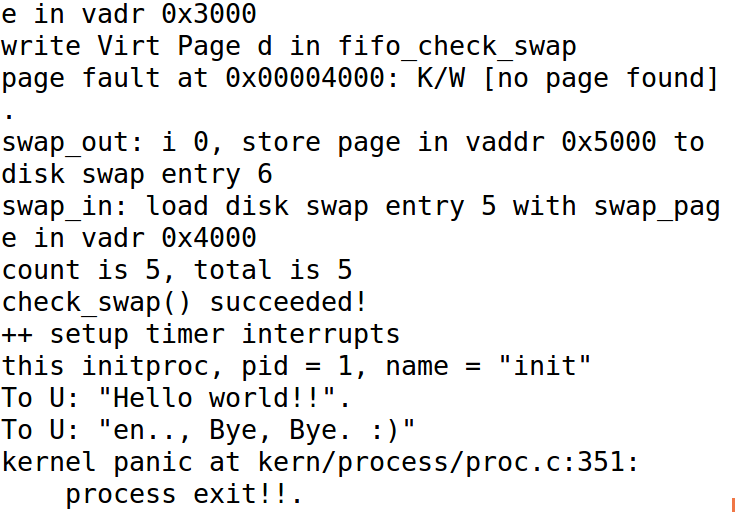 e in vadr 0x3000
write Virt Page d in fifo_check_swap
page fault at 0x00004000: K/W [no page found]
.
swap_out: i 0, store page in vaddr 0x5000 to
disk swap entry 6
swap_in: load disk swap entry 5 with swap_pag
e in vadr 0x4000
count is 5, total is 5
check_swap() succeeded!
++ setup timer interrupts
this initproc, pid = 1, name = "init"
To U: "Hello world!!".
To U: "en.., Bye, Bye. :)"
kernel panic at kern/process/proc.c:351:
    process exit!!.